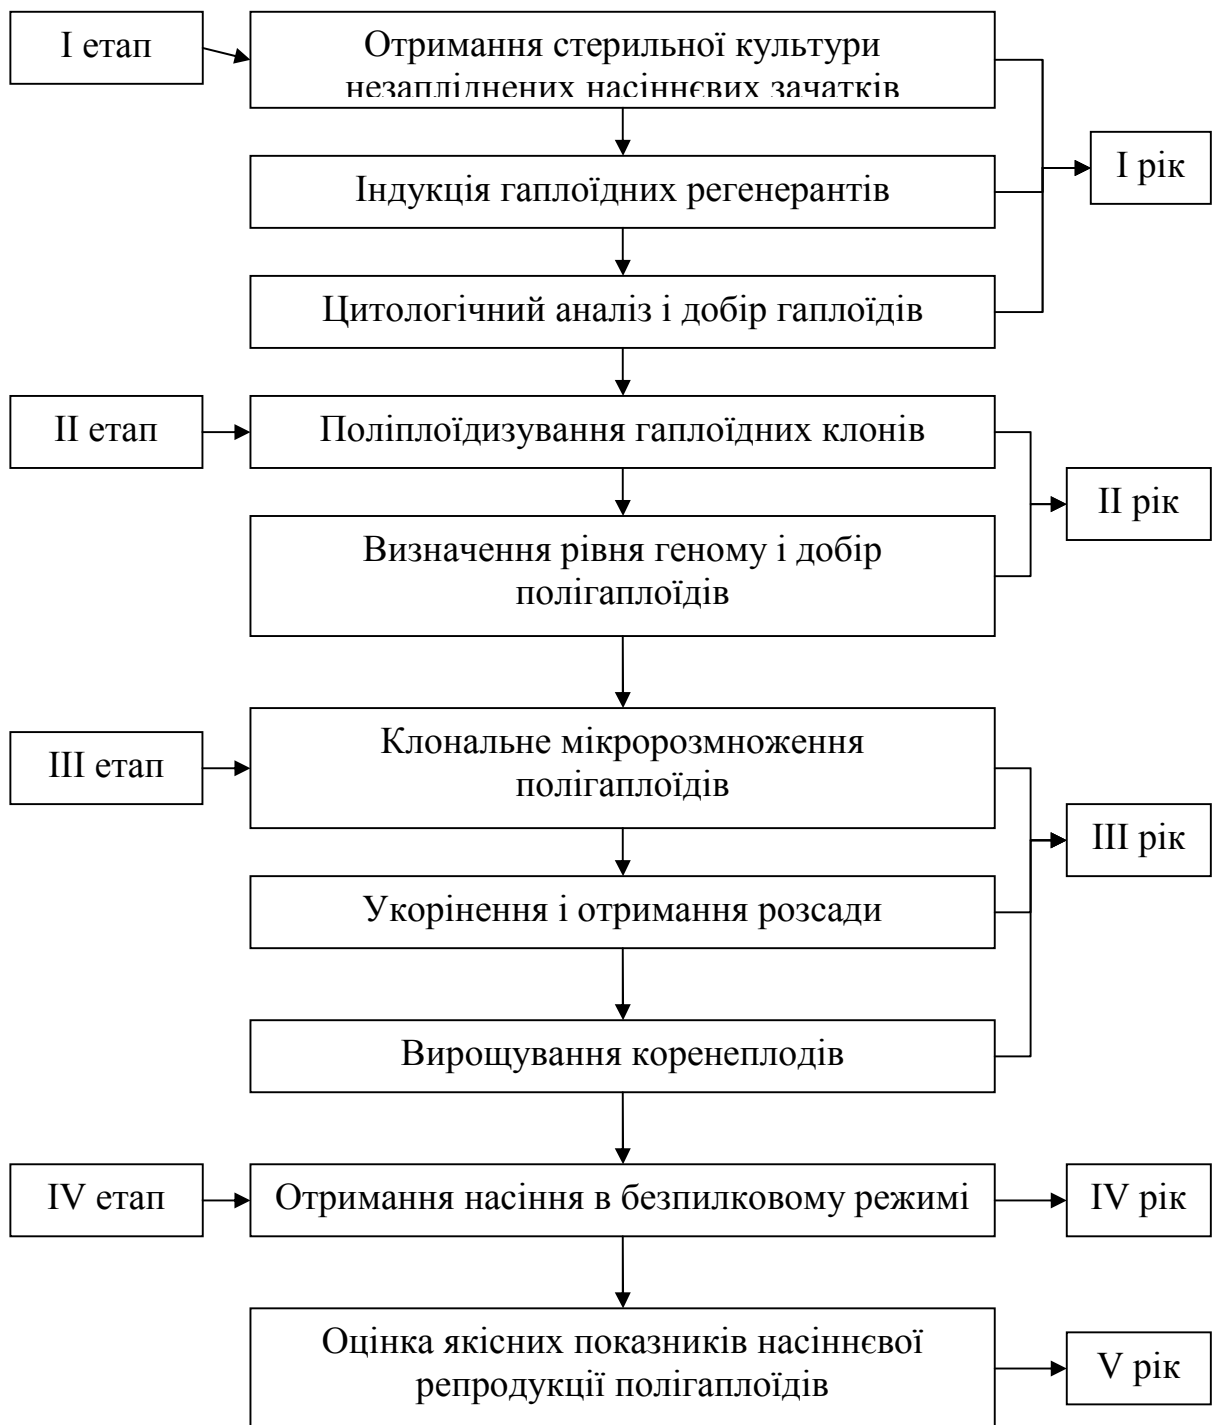 I етап
Отримання стерильної культури
незапліднених насіннєвих зачатків
I рік
Індукція гаплоїдних регенерантів
Цитологічний аналіз і добір гаплоїдів
II етап
Поліплоїдизування гаплоїдних клонів
II рік
Визначення рівня геному і добір
полігаплоїдів
III етап
Клональне мікророзмноження
полігаплоїдів
III рік
Укорінення і отримання розсади
Вирощування коренеплодів
IV етап
Отримання насіння в безпилковому режимі
IV рік
Оцінка якісних показників насіннєвої
репродукції полігаплоїдів
V рік